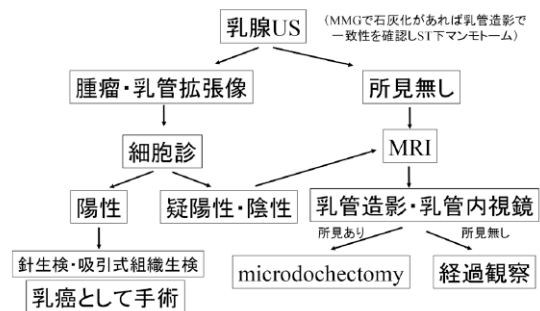 乳腺US
(MMGで石灰化があれば乳管造影で
一致性を確認しST下マンモトーム)
腫瘤・乳管拡張像
所見無し
細胞診
MRI
陽性
疑陽性・陰性
乳管造影・乳管内視鏡
所見あり
所見無し
針生検・吸引式組織生検
乳癌として手術
microdochectomy
経過観察